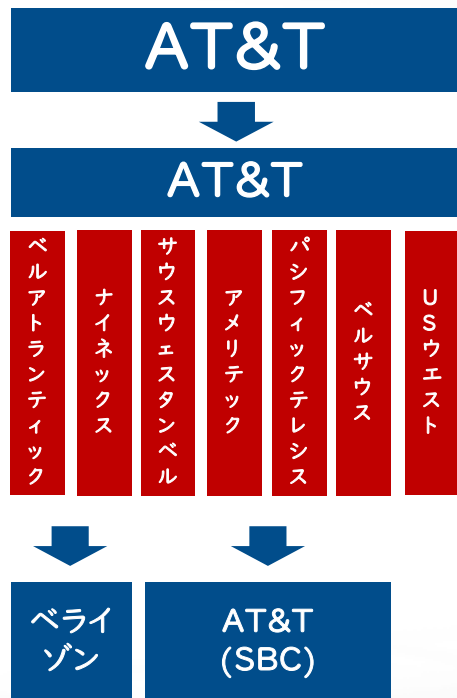 AT&T
AT&T
ベルアトランティック
ナイネックス
サウスウェスタンベル
アメリテック
パシフィックテレシス
ベルサウス
USウエスト
ベライ
ゾン
AT&T
(SBC)